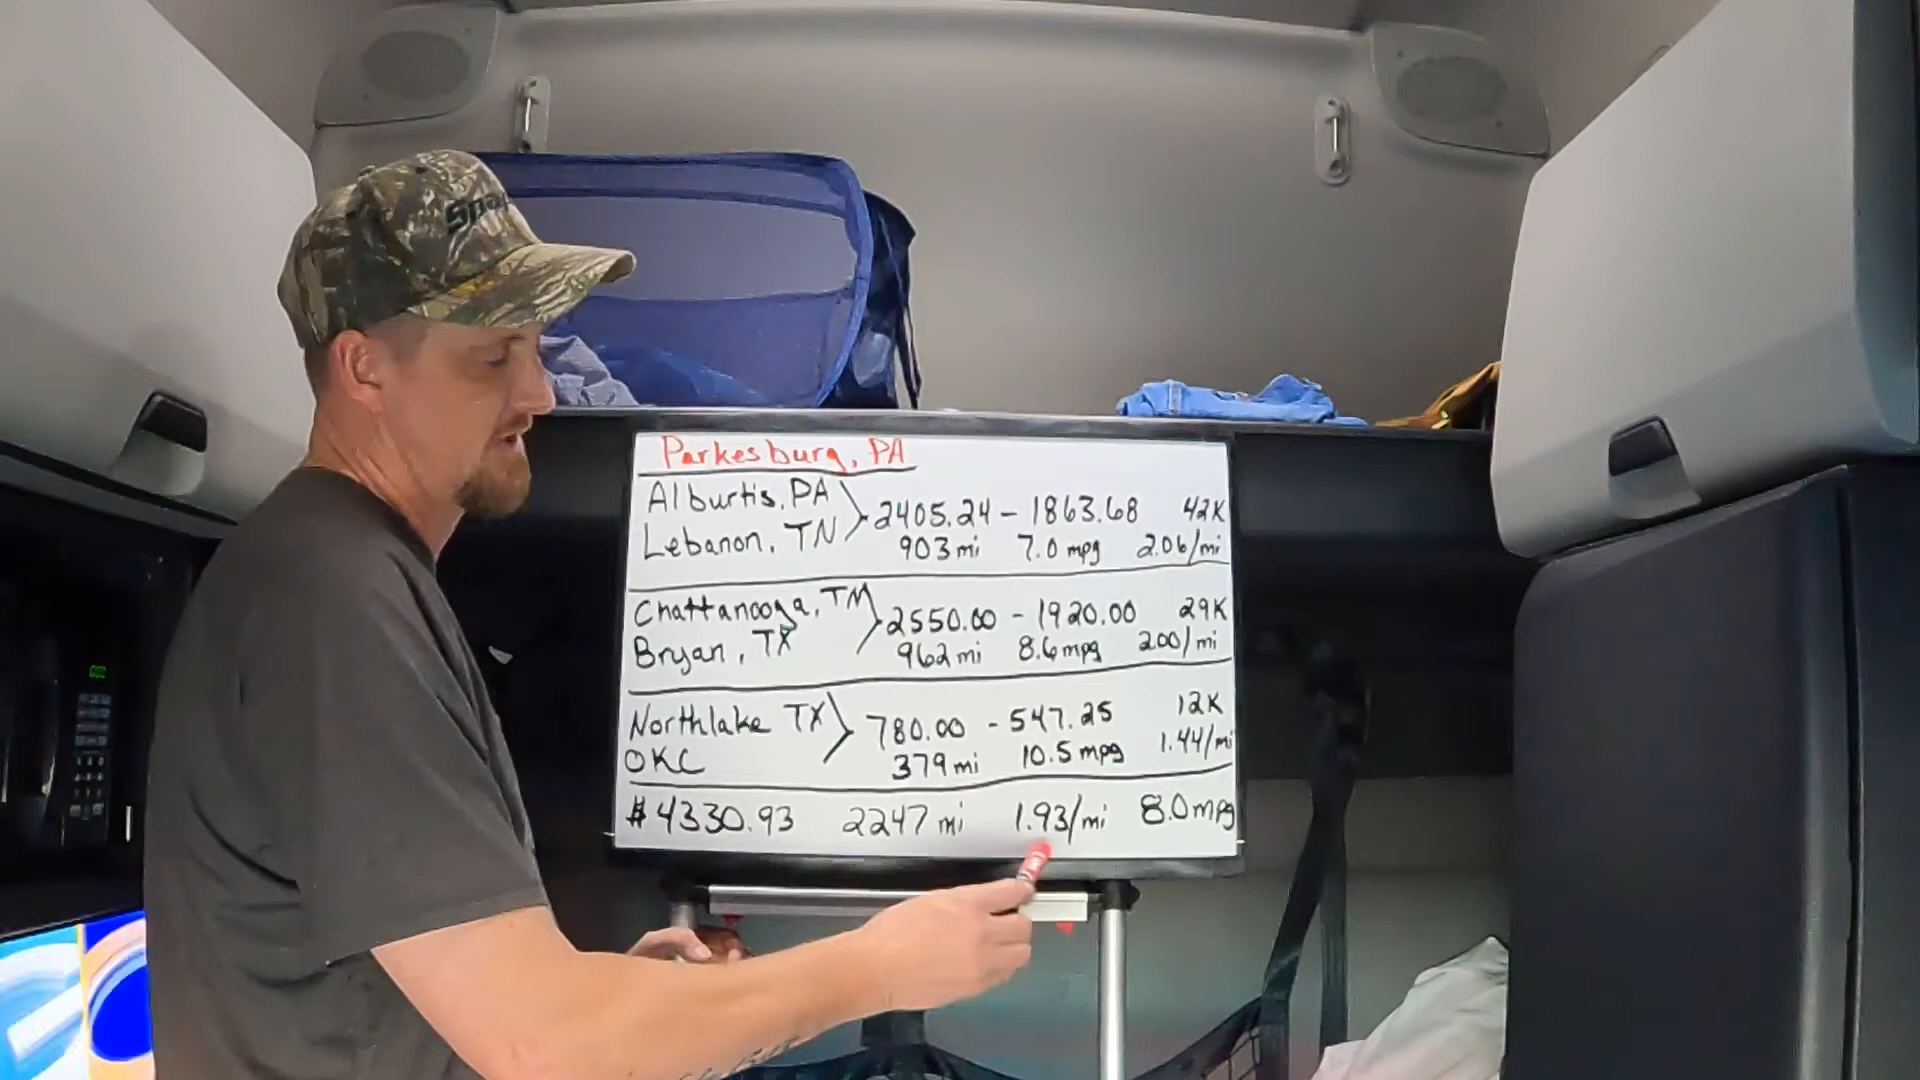 Snap
Parkesburg, PA
Alburtis, PA
Lebanon, TN
2405.24 - 1863.68 42K
903 mi 7.0 mpg 2.06/mi
Chattanooga, TN
Bryan, TX
2550.00 - 1920.00 29K
962 mi 8.6 mpg 2.00/mi
Northlake TX
OKC
780.00 - 547.25 12K
379 mi 10.5 mpg 1.44/mi
$4330.93 2247 mi 1.93/mi 8.0 mpg